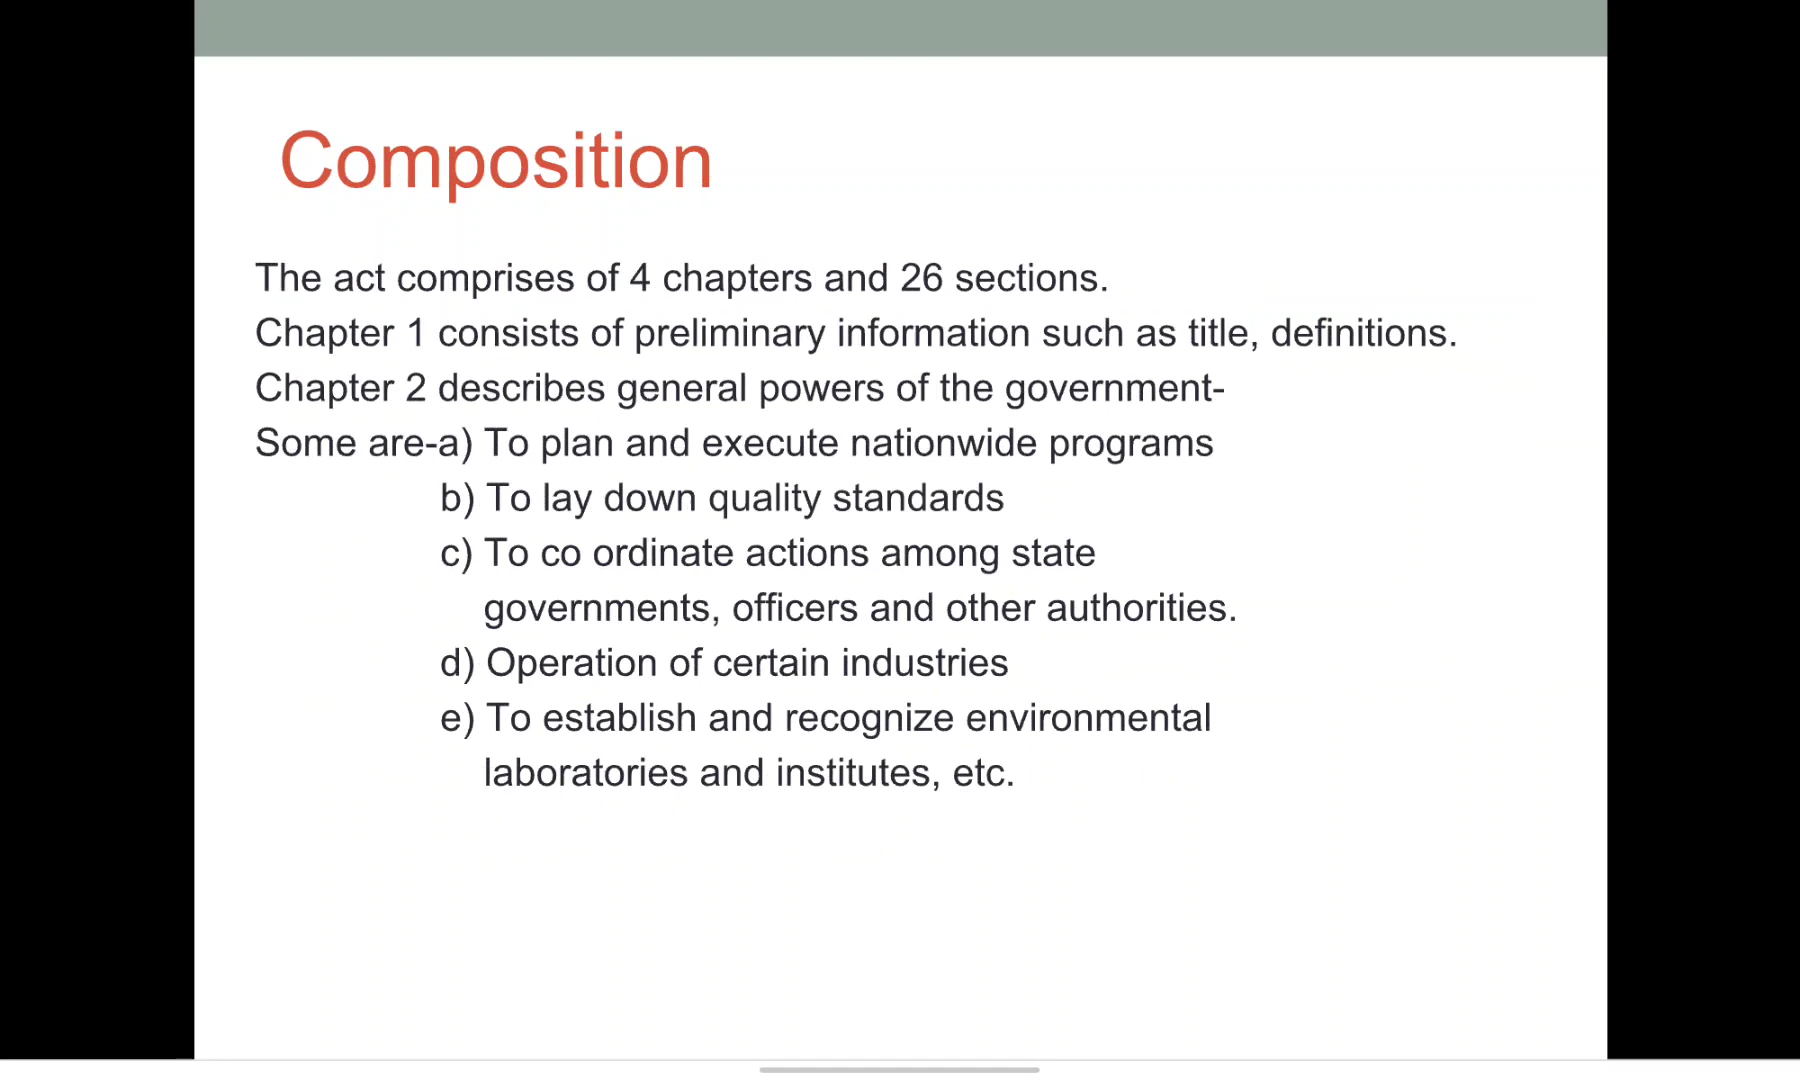 Composition
The act comprises of 4 chapters and 26 sections.
Chapter 1 consists of preliminary information such as title, definitions.
Chapter 2 describes general powers of the government-
Some are-a) To plan and execute nationwide programs
b) To lay down quality standards
c) To co ordinate actions among state
governments, officers and other authorities.
d) Operation of certain industries
e) To establish and recognize environmental
laboratories and institutes, etc.